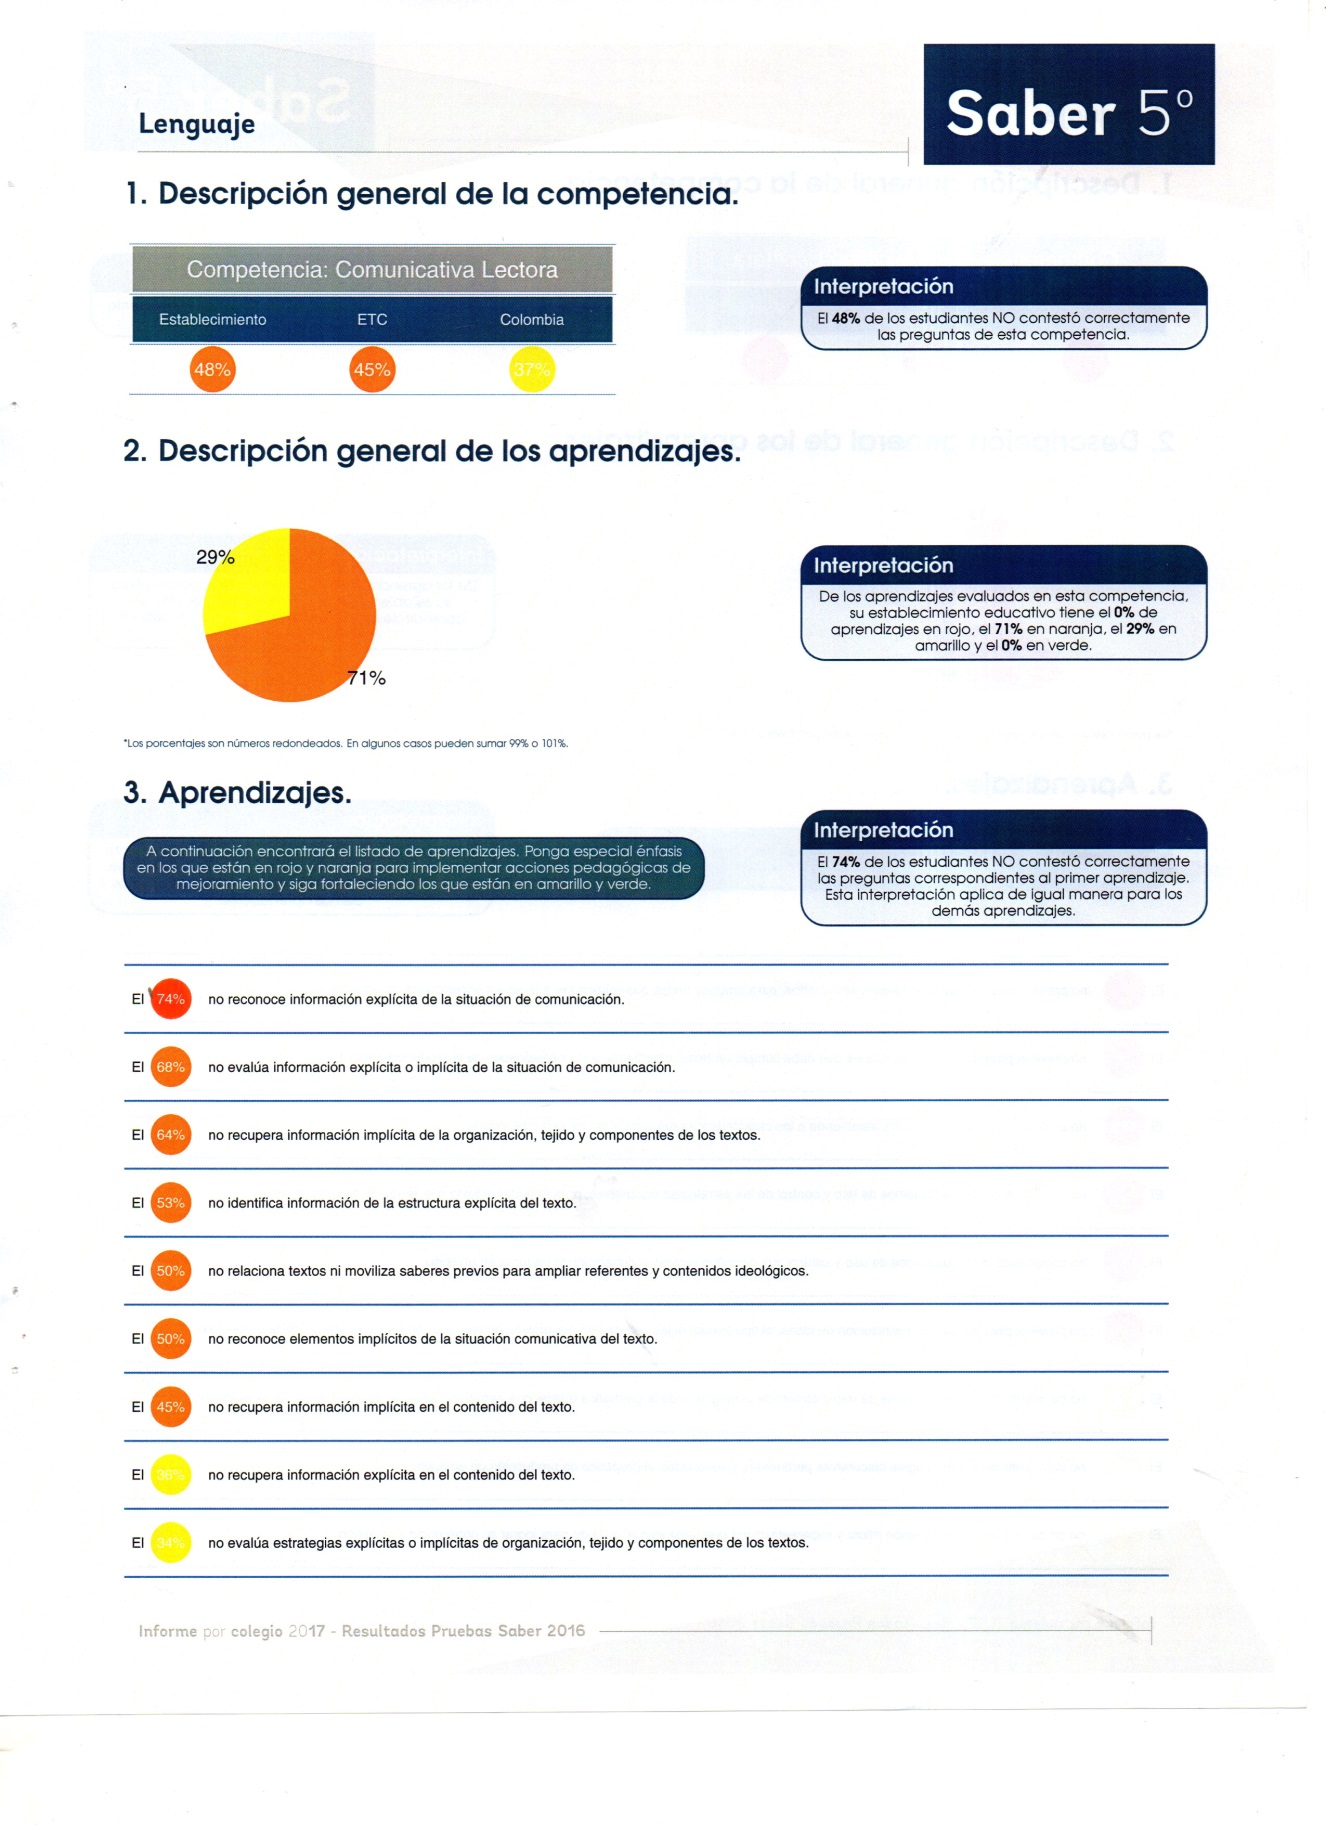 Lenguaje
Saber 5º
1. Descripción general de la competencia.
Competencia: Comunicativa Lectora
Establecimiento ETC Colombia
48% 45% 37%
Interpretación
El 48% de los estudiantes NO contestó correctamente
las preguntas de esta competencia.
2. Descripción general de los aprendizajes.
29%
71%
Interpretación
De los aprendizajes evaluados en esta competencia,
su establecimiento educativo tiene el 0% de
aprendizajes en rojo, el 71% en naranja, el 29% en
amarillo y el 0% en verde.
*Los porcentajes son números redondeados. En algunos casos pueden sumar 99% o 101%.
3. Aprendizajes.
A continuación encontrará el listado de aprendizajes. Ponga especial énfasis
en los que están en rojo y naranja para implementar acciones pedagógicas de
mejoramiento y siga fortaleciendo los que están en amarillo y verde.
Interpretación
El 74% de los estudiantes NO contestó correctamente
las preguntas correspondientes al primer aprendizaje.
Esta interpretación aplica de igual manera para los
demás aprendizajes.
El 74% no reconoce información explícita de la situación de comunicación.
El 68% no evalúa información explícita o implícita de la situación de comunicación.
El 64% no recupera información implícita de la organización, tejido y componentes de los textos.
El 53% no identifica información de la estructura explícita del texto.
El 50% no relaciona textos ni moviliza saberes previos para ampliar referentes y contenidos ideológicos.
El 50% no reconoce elementos implícitos de la situación comunicativa del texto.
El 45% no recupera información implícita en el contenido del texto.
El 36% no recupera información explícita en el contenido del texto.
El 34% no evalúa estrategias explícitas o implícitas de organización, tejido y componentes de los textos.
Informe por colegio 2017 - Resultados Pruebas Saber 2016